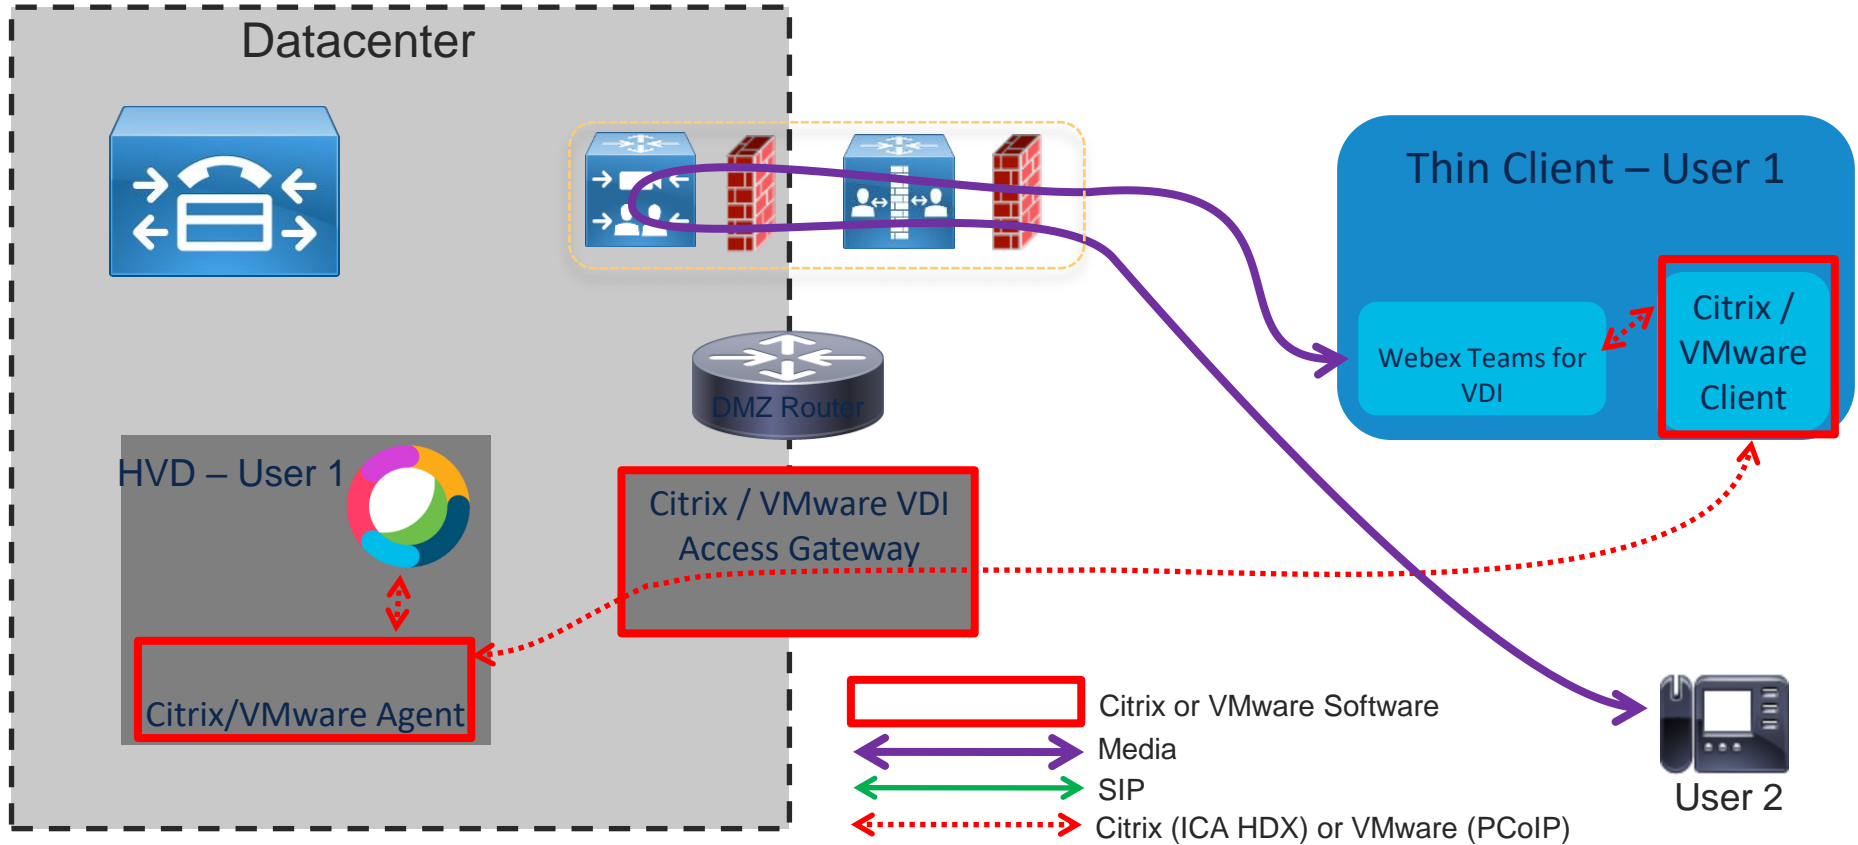 Datacenter
Thin Client – User 1
Citrix /
VMware
Client
Webex Teams for
VDI
DMZ Router
HVD – User 1
Citrix / VMware VDI
Access Gateway
Citrix/VMware Agent
Citrix or VMware Software
Media
SIP
Citrix (ICA HDX) or VMware (PCoIP)
User 2